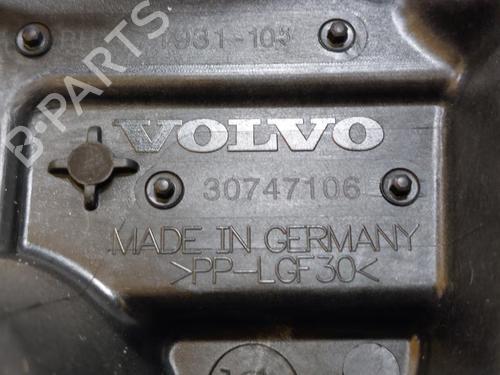 1931-103
VOLVO
30747106
MADE IN GERMANY
>PP-LGF30<
B-PARTS